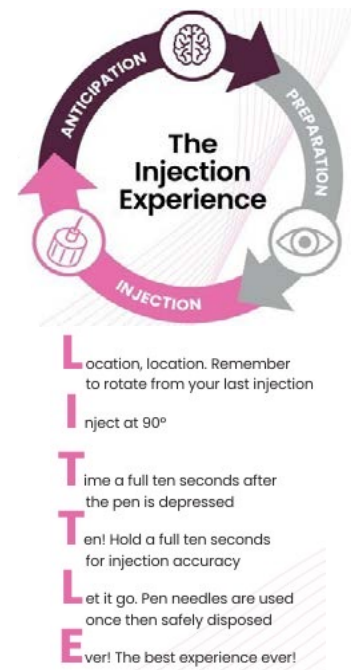 ANTICIPATION
PREPARATION
The
Injection
Experience
INJECTION
Location, location. Remember
to rotate from your last injection
Inject at 90°
Time a full ten seconds after
the pen is depressed
Ten! Hold a full ten seconds
for injection accuracy
Let it go. Pen needles are used
once then safely disposed
Ever! The best experience ever!